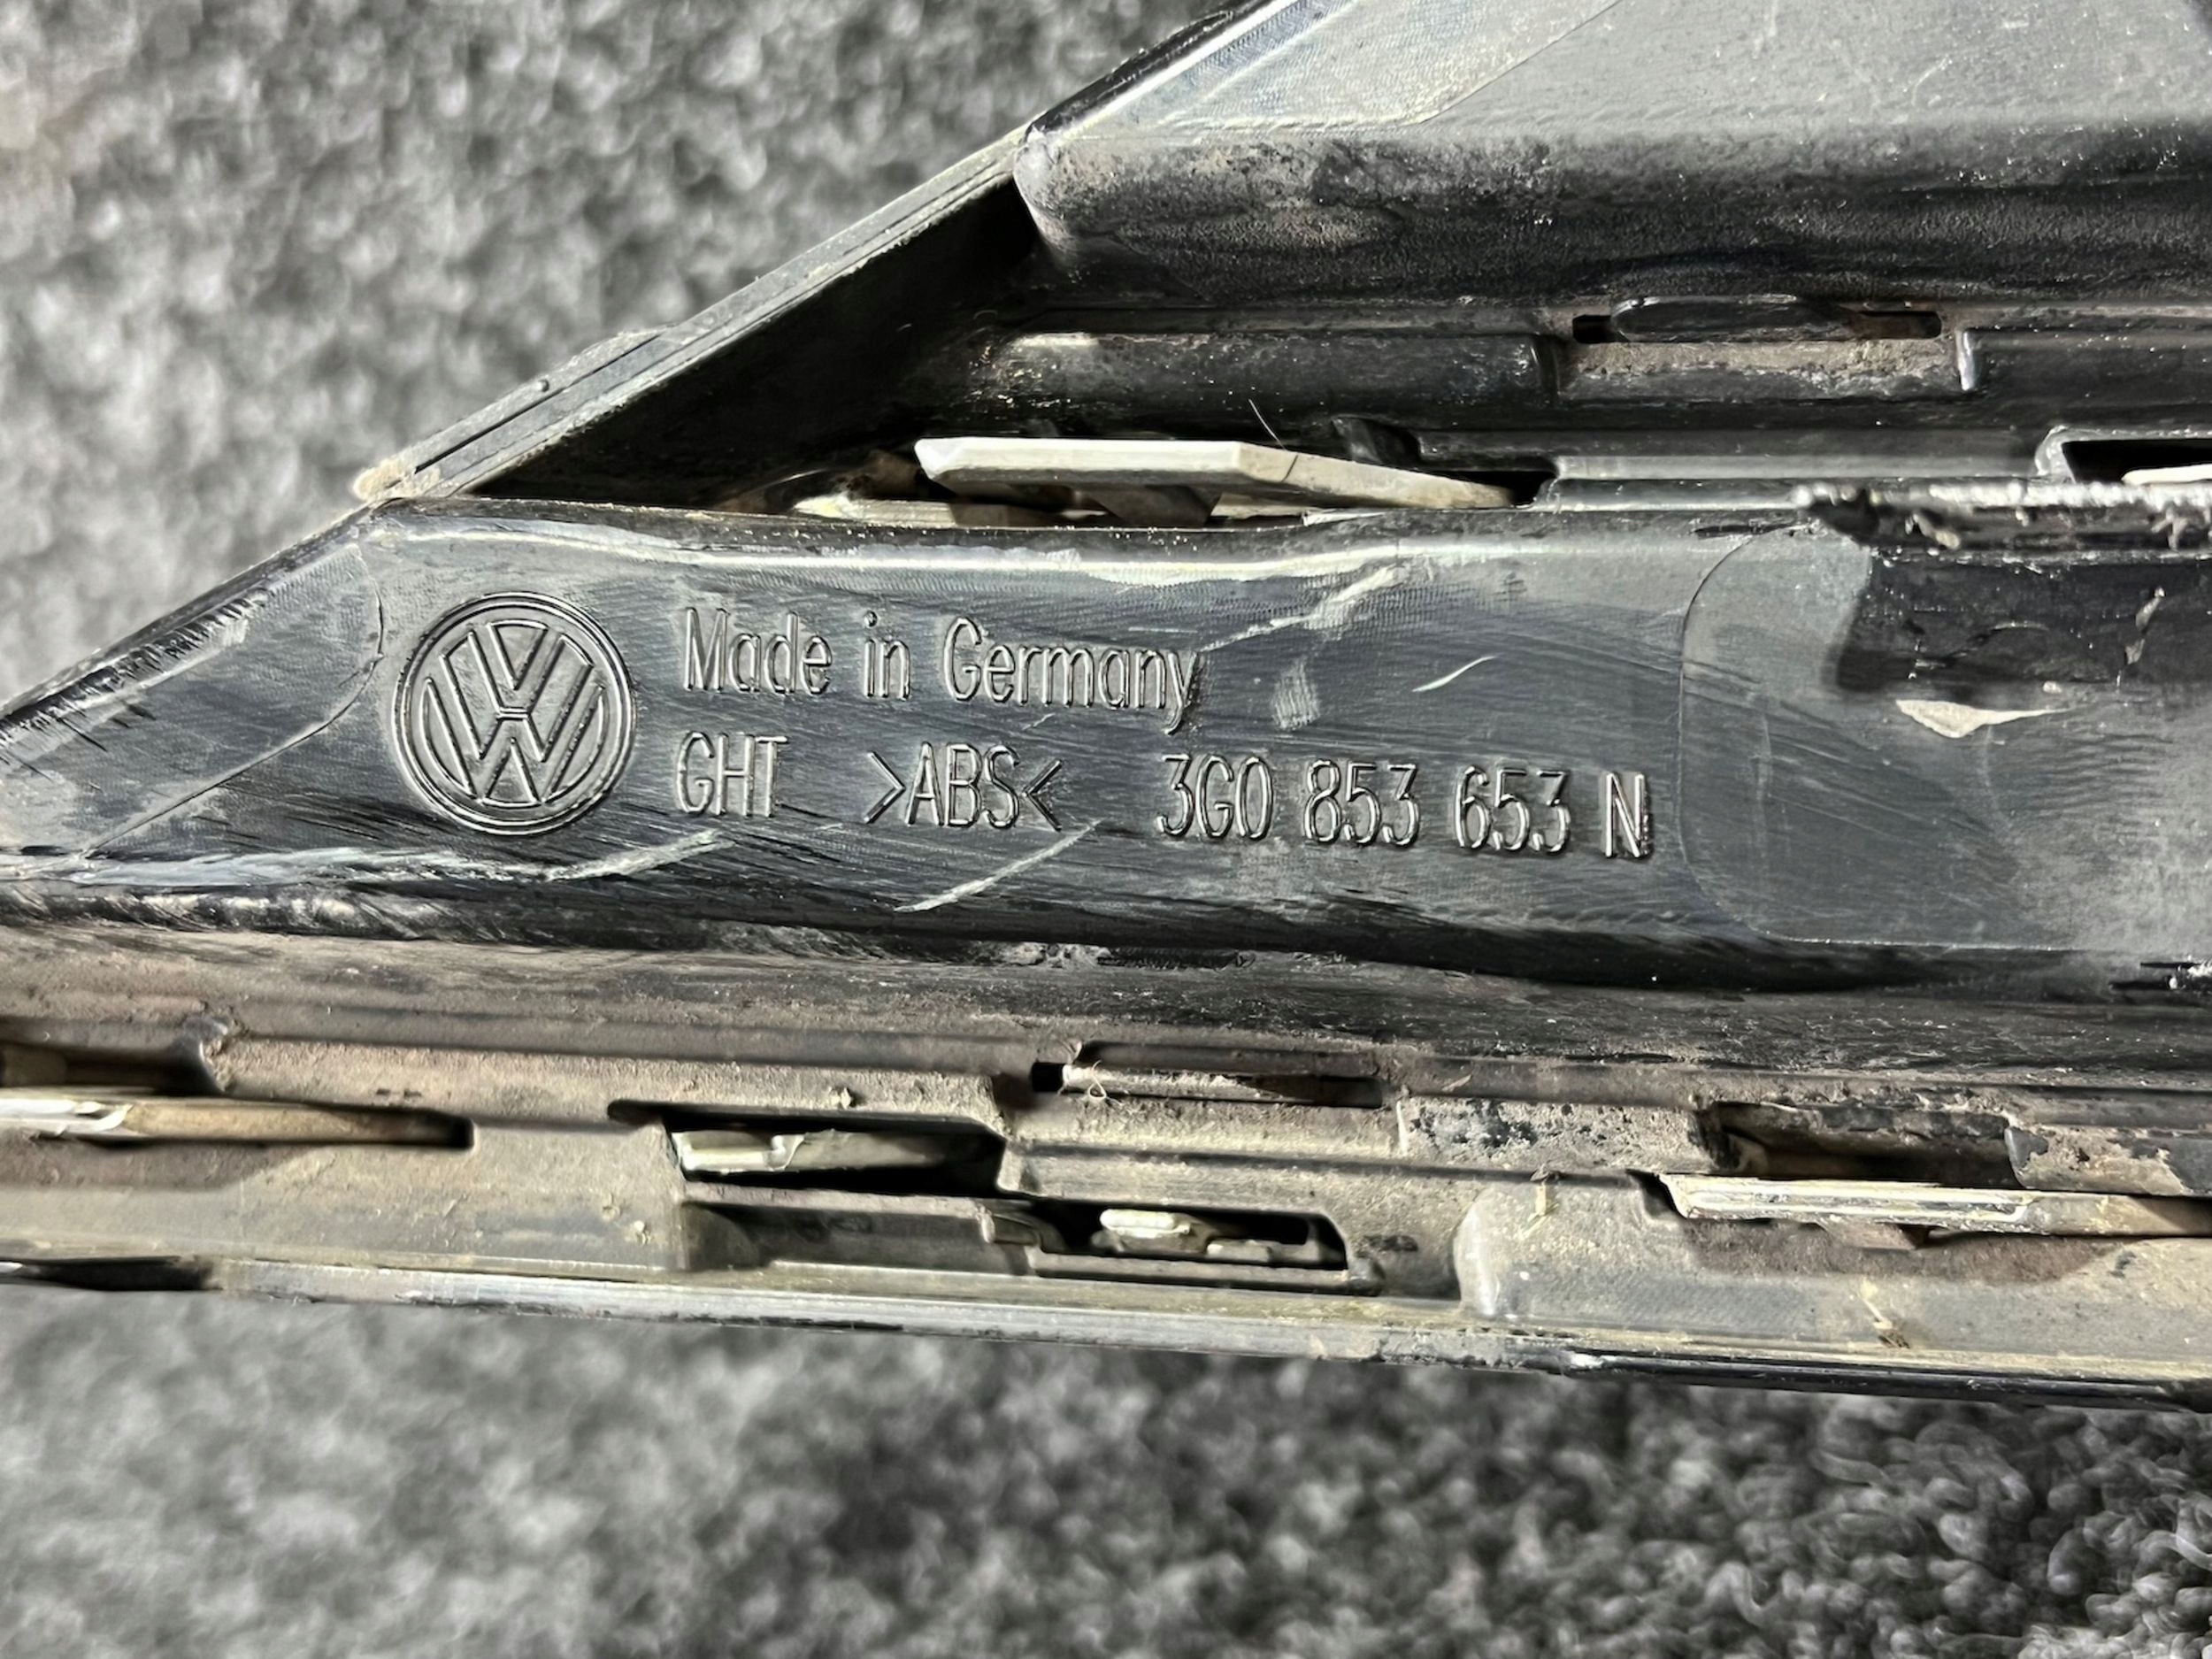 Made in Germany
GHT >ABS< 3G0 853 653 N